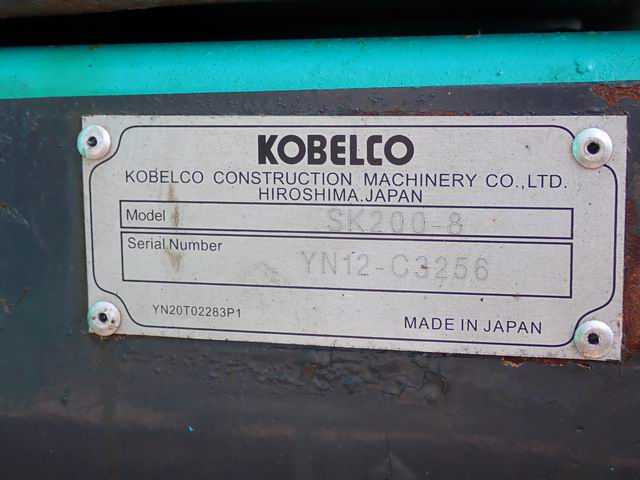 KOBELCO
KOBELCO CONSTRUCTION MACHINERY CO.,LTD.
HIROSHIMA.JAPAN
Model SK200-8
Serial Number YN12-C3256
YN20T02283P1
MADE IN JAPAN